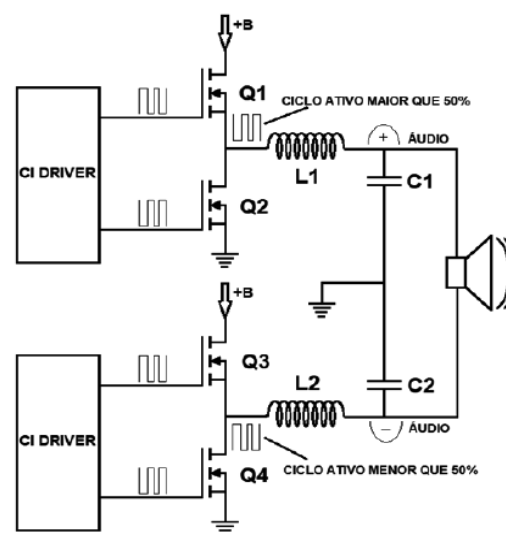 +B
Q1
CICLO ATIVO MAIOR QUE 50%
+ ÁUDIO
CI DRIVER
L1
C1
Q2
+B
Q3
L2
C2
CI DRIVER
− ÁUDIO
CICLO ATIVO MENOR QUE 50%
Q4